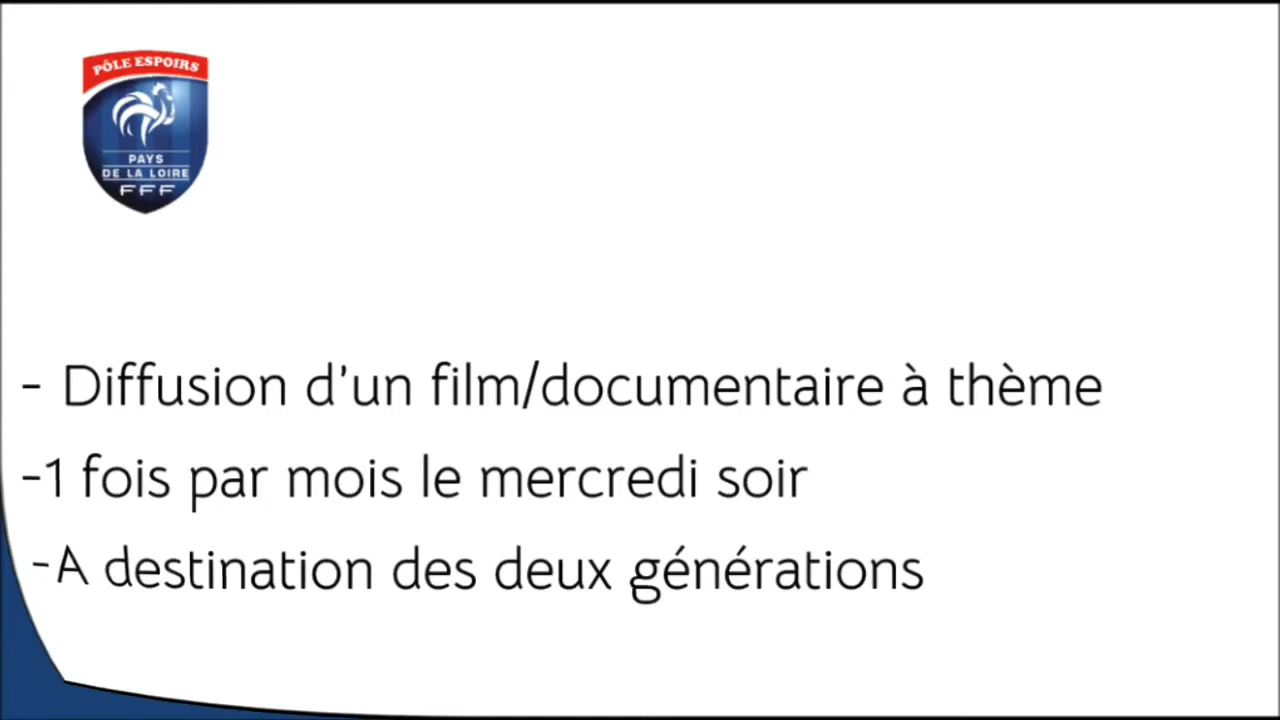 PÔLE ESPOIRS
PAYS
DE LA LOIRE
FFF
- Diffusion d'un film/documentaire à thème
-1 fois par mois le mercredi soir
-A destination des deux générations